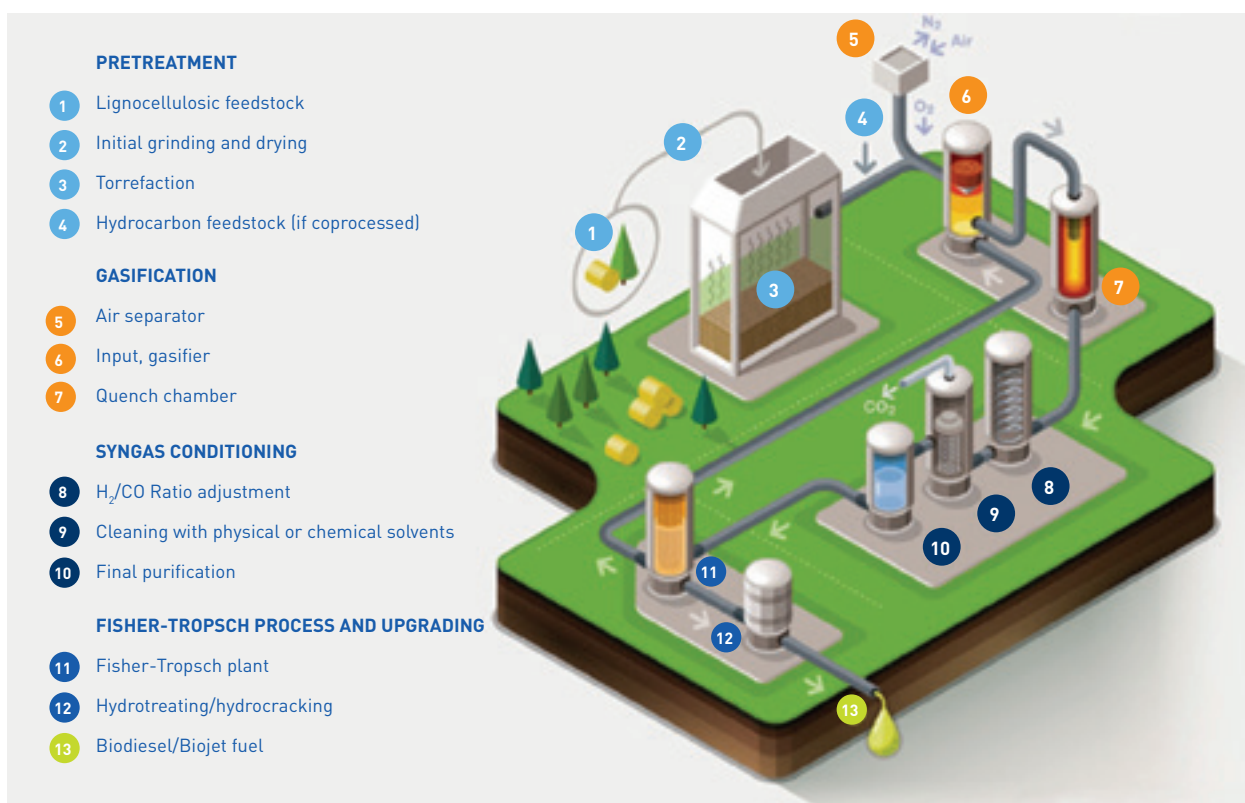 PRETREATMENT
1 Lignocellulosic feedstock
2 Initial grinding and drying
3 Torrefaction
4 Hydrocarbon feedstock (if coprocessed)
GASIFICATION
5 Air separator
6 Input, gasifier
7 Quench chamber
SYNGAS CONDITIONING
8 H₂/CO Ratio adjustment
9 Cleaning with physical or chemical solvents
10 Final purification
FISHER-TROPSCH PROCESS AND UPGRADING
11 Fisher-Tropsch plant
12 Hydrotreating/hydrocracking
13 Biodiesel/Biojet fuel
N₂
Air
5
6
O₂
4
2
1
3
7
CO₂
8
9
10
11
12
13